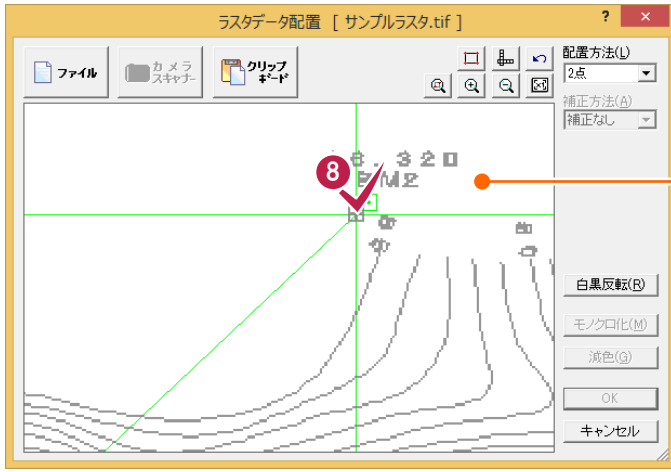 ラスタデータ配置 [ サンプルラスタ.tif ]
? ×
ファイル
カメラ
スキャナー
クリップ
ボード
配置方法(L)
2点
補正方法(A)
補正なし
8
.320
白黒反転(R)
モノクロ化(M)
減色(G)
OK
キャンセル